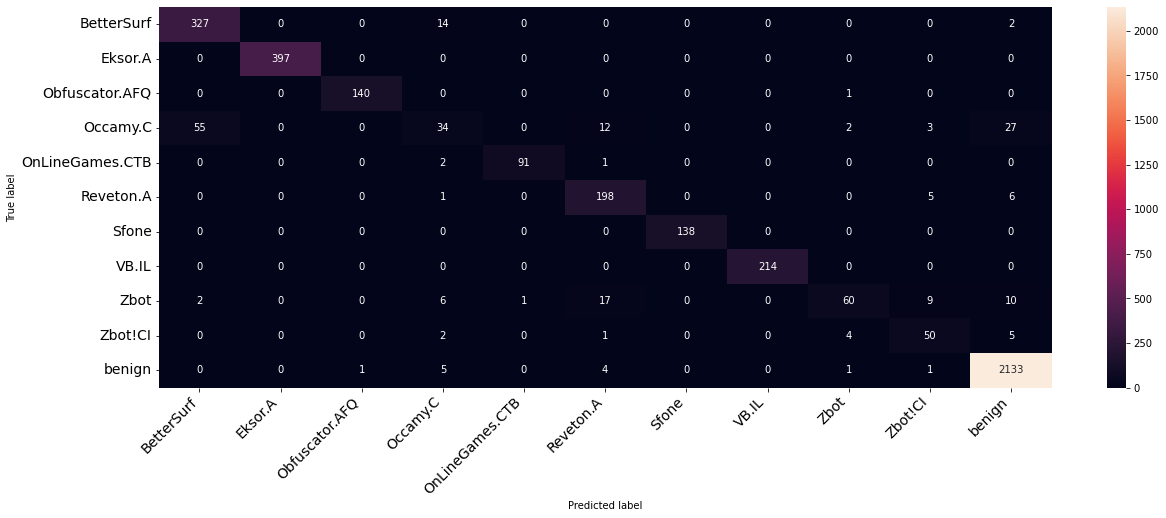 BetterSurf 327 0 0 14 0 0 0 0 0 0 2
Eksor.A 0 397 0 0 0 0 0 0 0 0 0
Obfuscator.AFQ 0 0 140 0 0 0 0 0 1 0 0
Occamy.C 55 0 0 34 0 12 0 0 2 3 27
OnLineGames.CTB 0 0 0 2 91 1 0 0 0 0 0
Reveton.A 0 0 0 1 0 198 0 0 0 5 6
Sfone 0 0 0 0 0 0 138 0 0 0 0
VB.IL 0 0 0 0 0 0 0 214 0 0 0
Zbot 2 0 0 6 1 17 0 0 60 9 10
Zbot!CI 0 0 0 2 0 1 0 0 4 50 5
benign 0 0 1 5 0 4 0 0 1 1 2133
True label
BetterSurf
Eksor.A
Obfuscator.AFQ
Occamy.C
OnLineGames.CTB
Reveton.A
Sfone
VB.IL
Zbot
Zbot!CI
benign
Predicted label
2000
1750
1500
1250
1000
750
500
250
0